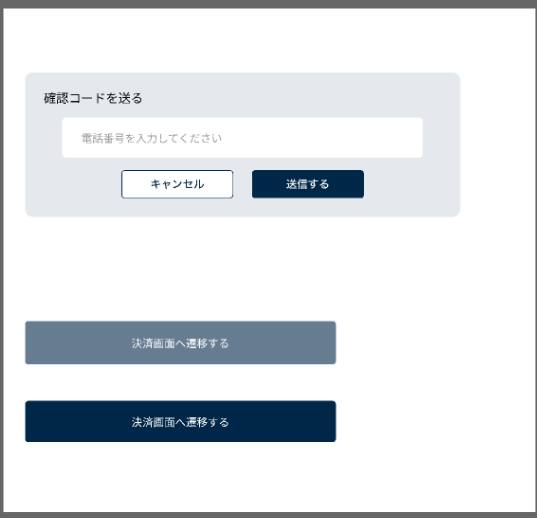 確認コードを送る
電話番号を入力してください
キャンセル
送信する
決済画面へ遷移する
決済画面へ遷移する